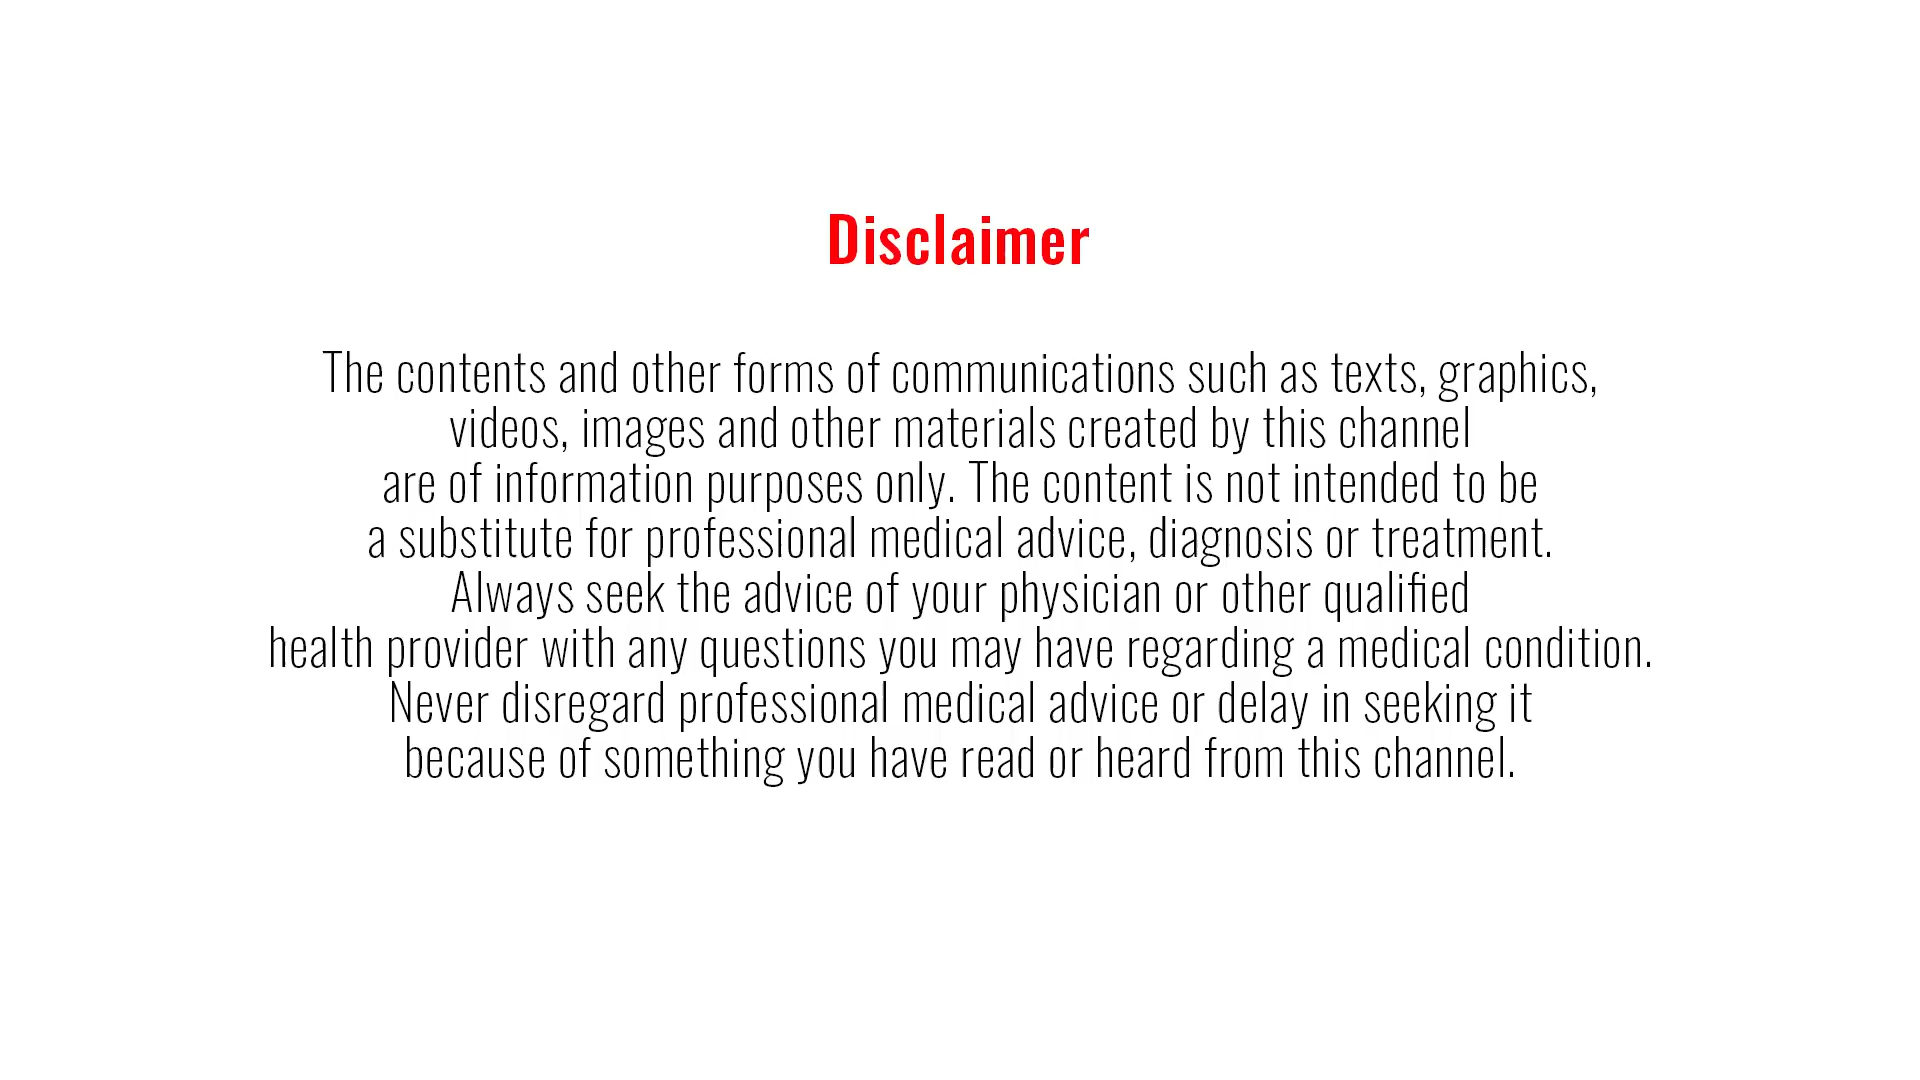 Disclaimer
The contents and other forms of communications such as texts, graphics,
videos, images and other materials created by this channel
are of information purposes only. The content is not intended to be
a substitute for professional medical advice, diagnosis or treatment.
Always seek the advice of your physician or other qualified
health provider with any questions you may have regarding a medical condition.
Never disregard professional medical advice or delay in seeking it
because of something you have read or heard from this channel.